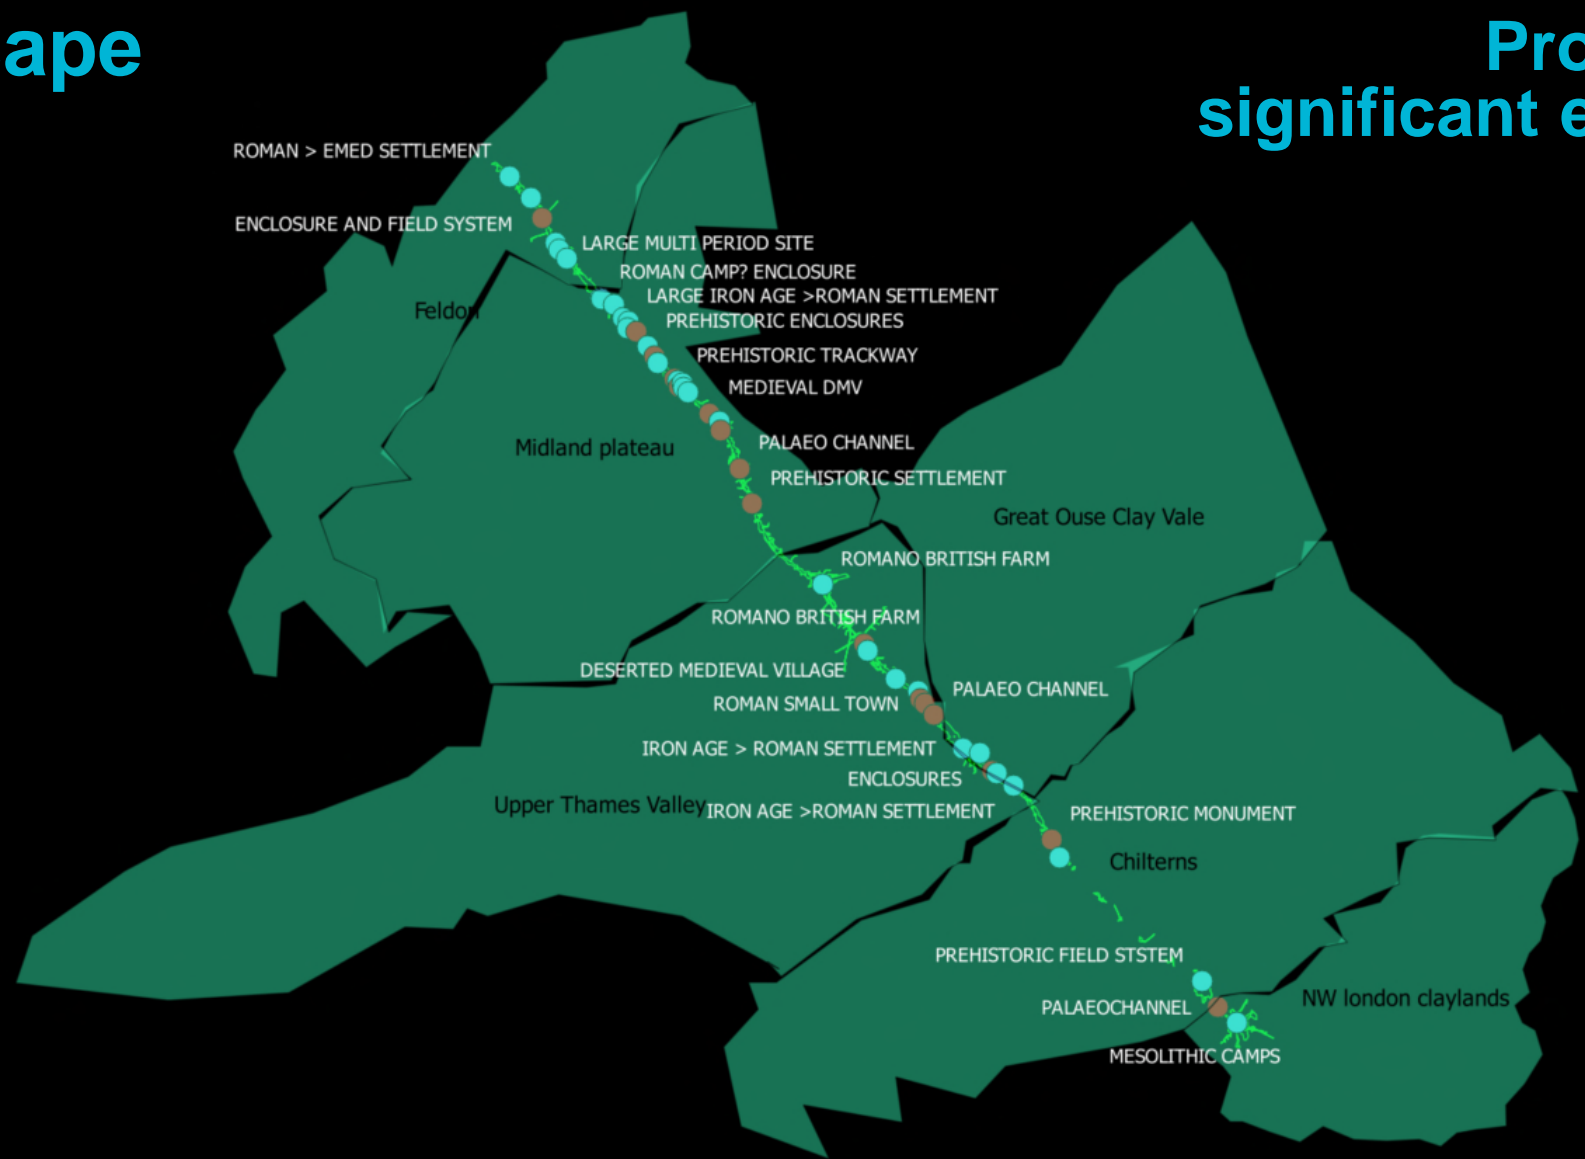 ape
Pro
significant e
ROMAN > EMED SETTLEMENT
ENCLOSURE AND FIELD SYSTEM
LARGE MULTI PERIOD SITE
ROMAN CAMP? ENCLOSURE
LARGE IRON AGE >ROMAN SETTLEMENT
Feldon
PREHISTORIC ENCLOSURES
PREHISTORIC TRACKWAY
MEDIEVAL DMV
PALAEO CHANNEL
Midland plateau
PREHISTORIC SETTLEMENT
Great Ouse Clay Vale
ROMANO BRITISH FARM
ROMANO BRITISH FARM
DESERTED MEDIEVAL VILLAGE
PALAEO CHANNEL
ROMAN SMALL TOWN
IRON AGE > ROMAN SETTLEMENT
ENCLOSURES
Upper Thames Valley
IRON AGE >ROMAN SETTLEMENT
PREHISTORIC MONUMENT
Chilterns
PREHISTORIC FIELD STSTEM
NW london claylands
PALAEOCHANNEL
MESOLITHIC CAMPS